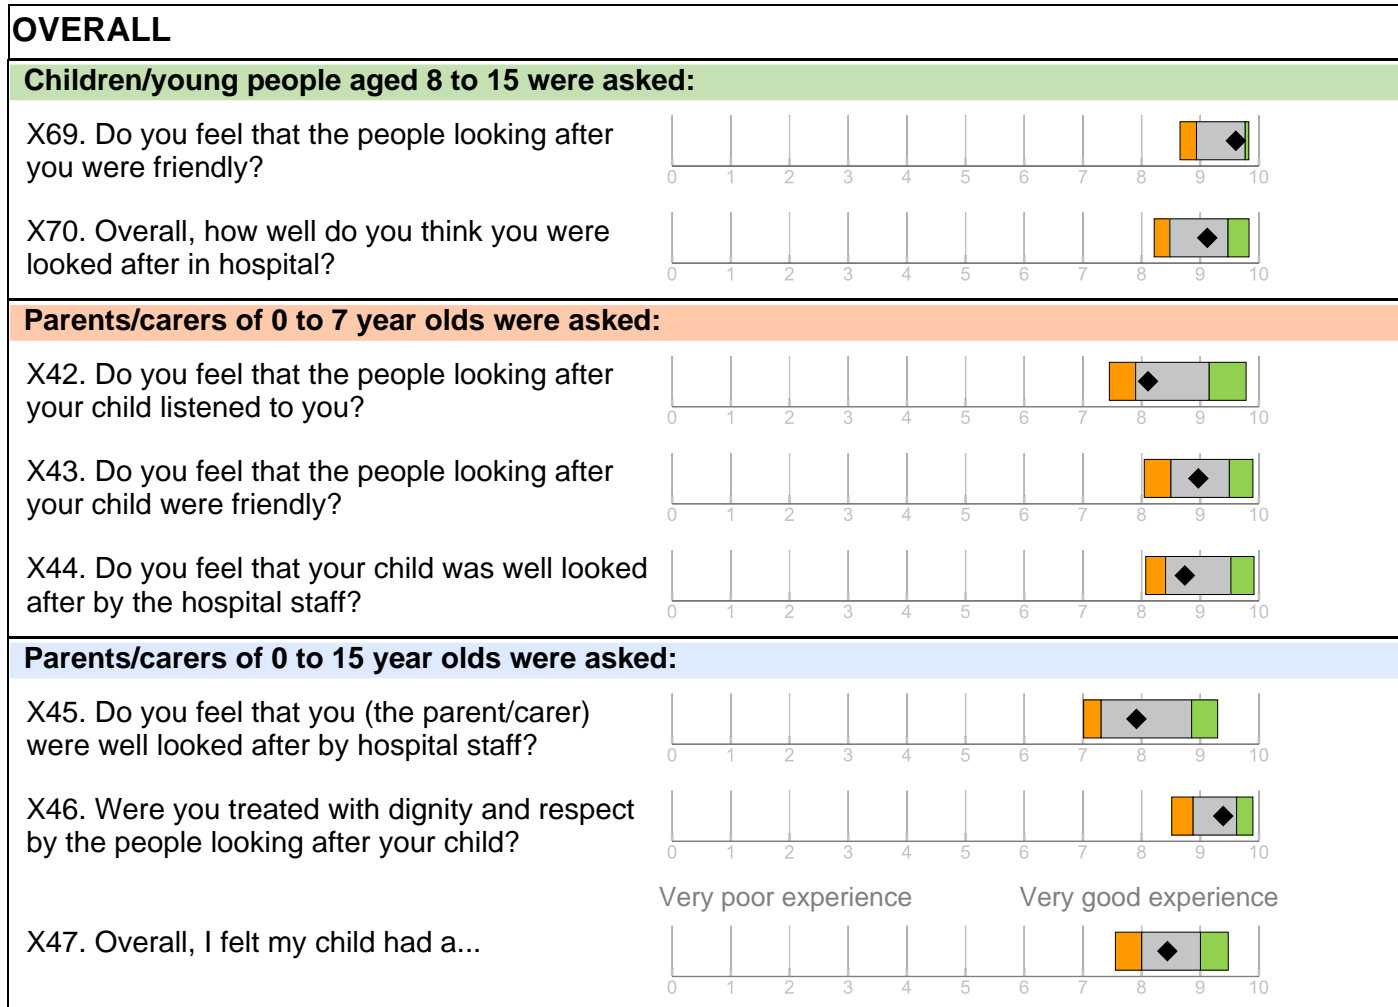 OVERALL
Children/young people aged 8 to 15 were asked:
X69. Do you feel that the people looking after
you were friendly?
0 1 2 3 4 5 6 7 8 9 10
X70. Overall, how well do you think you were
looked after in hospital?
0 1 2 3 4 5 6 7 8 9 10
Parents/carers of 0 to 7 year olds were asked:
X42. Do you feel that the people looking after
your child listened to you?
0 1 2 3 4 5 6 7 8 9 10
X43. Do you feel that the people looking after
your child were friendly?
0 1 2 3 4 5 6 7 8 9 10
X44. Do you feel that your child was well looked
after by the hospital staff?
0 1 2 3 4 5 6 7 8 9 10
Parents/carers of 0 to 15 year olds were asked:
X45. Do you feel that you (the parent/carer)
were well looked after by hospital staff?
0 1 2 3 4 5 6 7 8 9 10
X46. Were you treated with dignity and respect
by the people looking after your child?
0 1 2 3 4 5 6 7 8 9 10
Very poor experience Very good experience
X47. Overall, I felt my child had a...
0 1 2 3 4 5 6 7 8 9 10